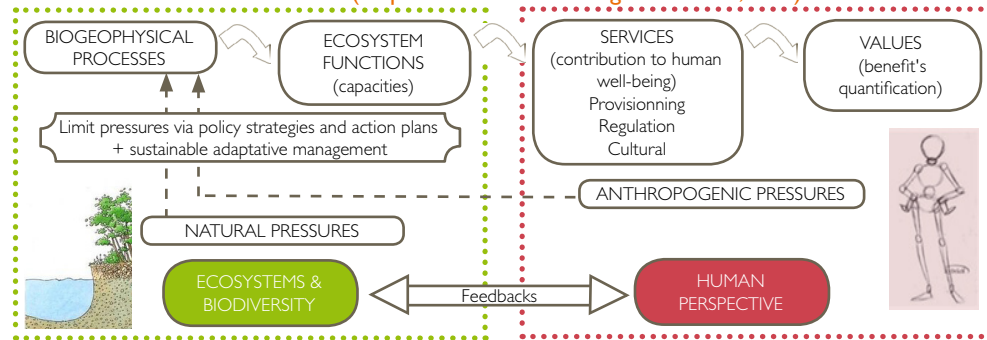 BIOGEOPHYSICAL
PROCESSES
ECOSYSTEM
FUNCTIONS
(capacities)
SERVICES
(contribution to human
well-being)
Provisionning
Regulation
Cultural
VALUES
(benefit's
quantification)
Limit pressures via policy strategies and action plans
+ sustainable adaptative management
ANTHROPOGENIC PRESSURES
NATURAL PRESSURES
ECOSYSTEMS &
BIODIVERSITY
Feedbacks
HUMAN
PERSPECTIVE